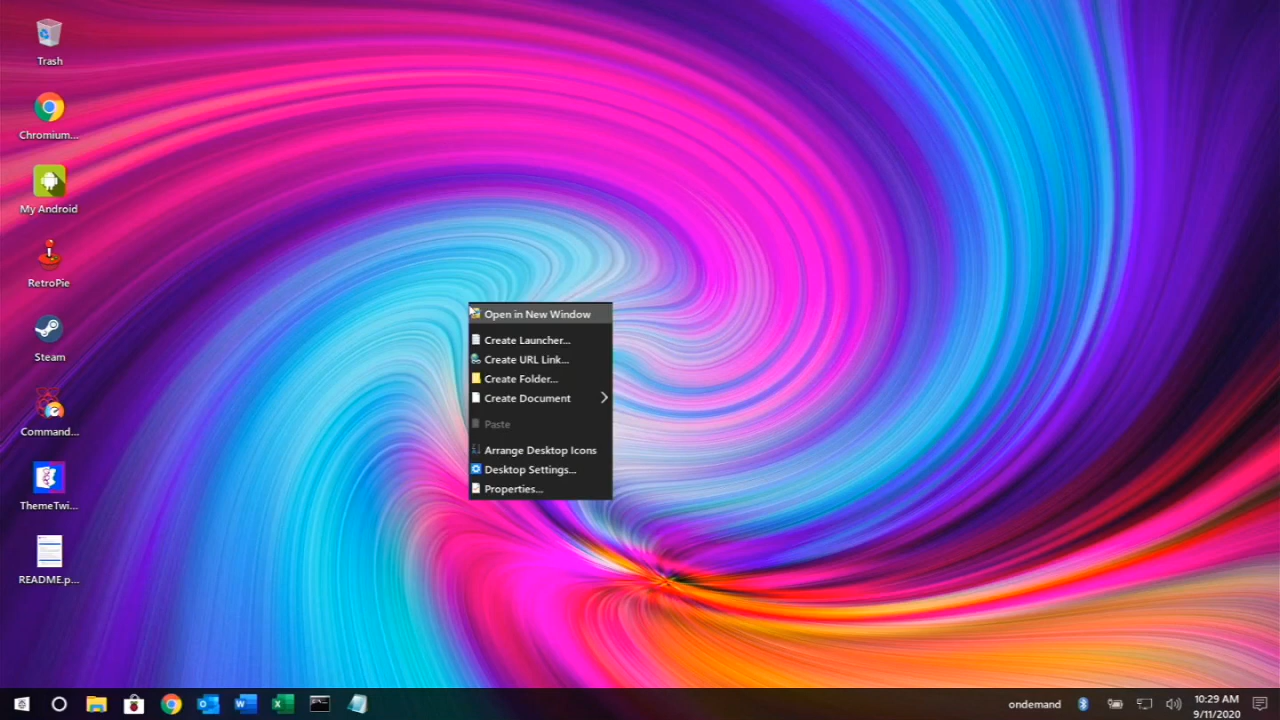 Trash
Chromium...
My Android
RetroPie
Steam
Command...
ThemeTwi...
README.p...
Open in New Window
Create Launcher...
Create URL Link...
Create Folder...
Create Document
Paste
Arrange Desktop Icons
Desktop Settings...
Properties...
ondemand
10:29 AM
9/11/2020